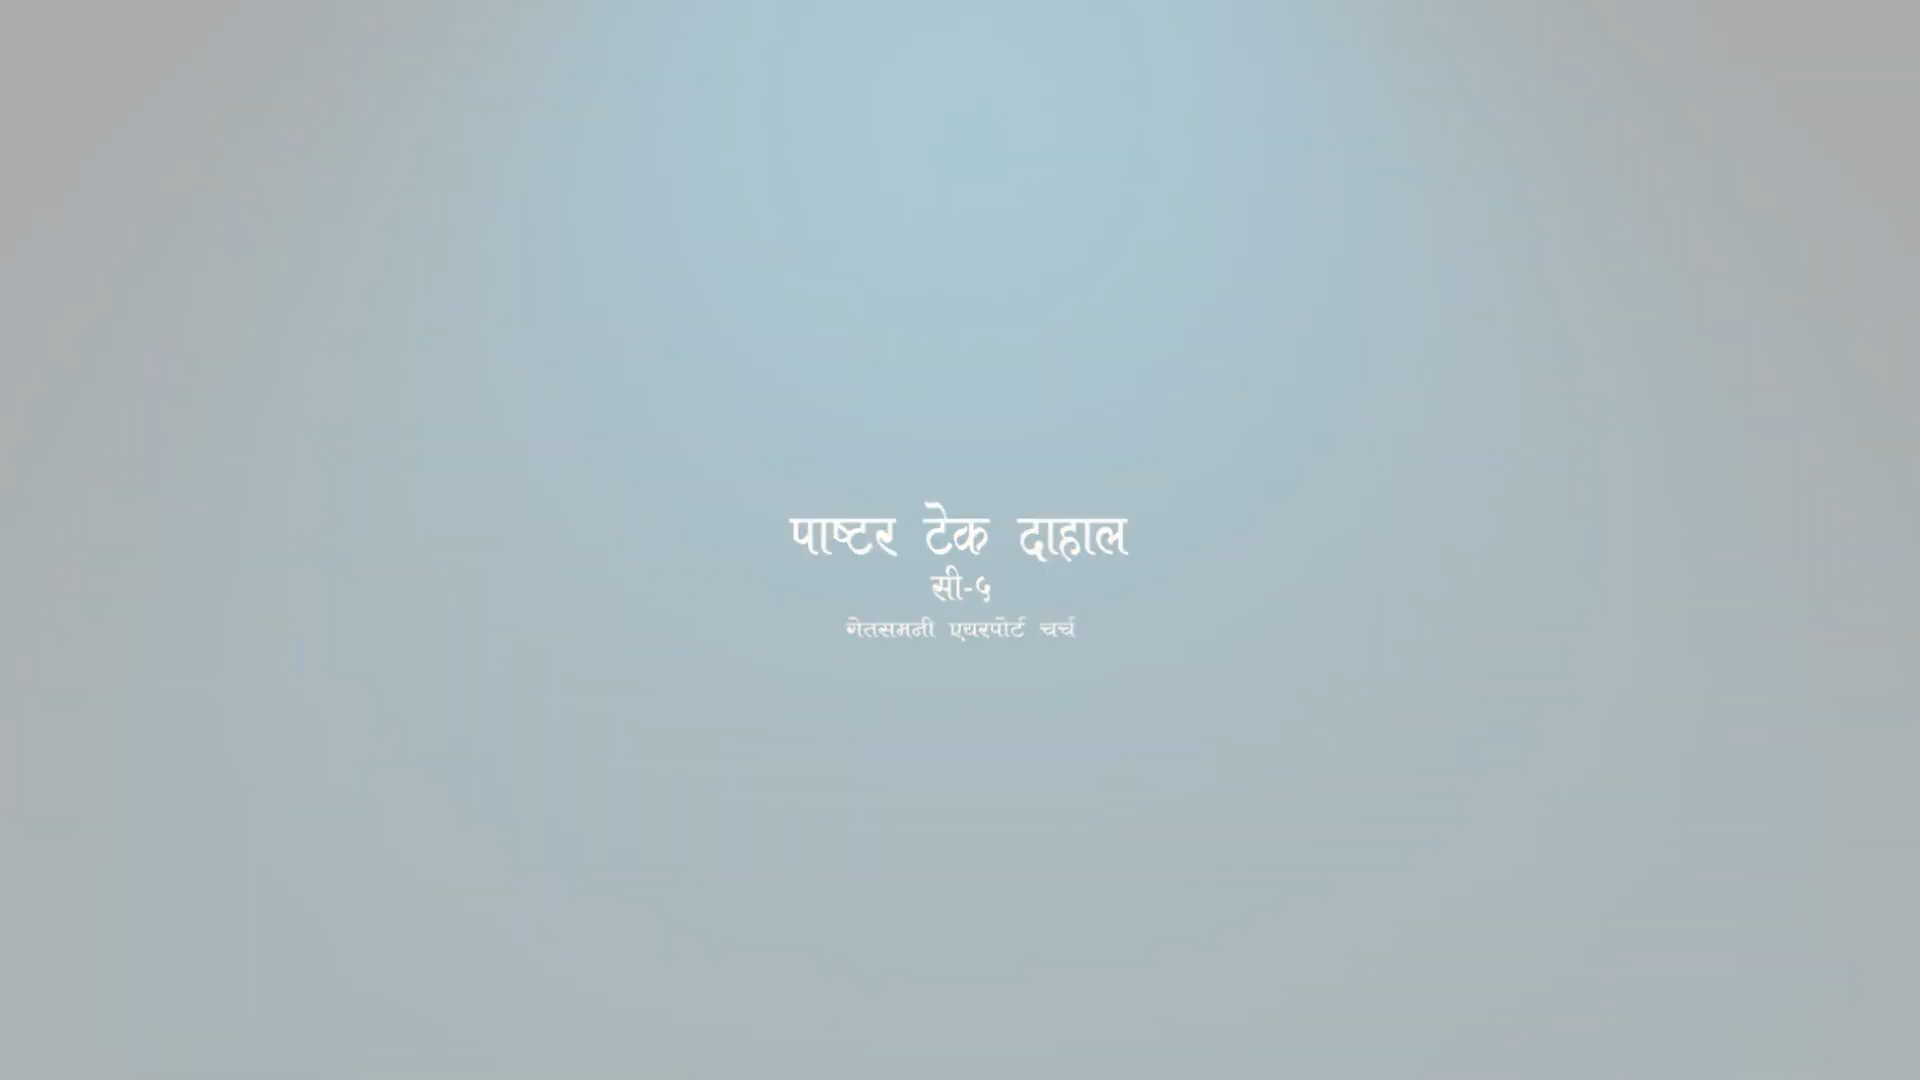 पाष्टर टेक दाहाल
सी-५
गेतसमनी एयरपोर्ट चर्च